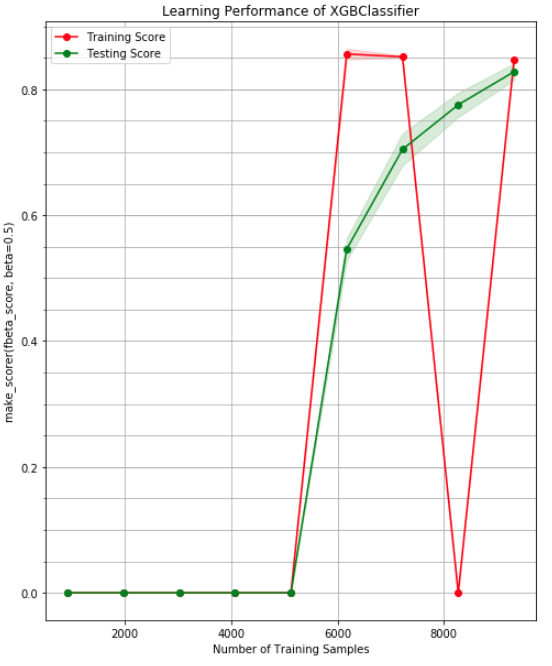 Learning Performance of XGBClassifier
Training Score
Testing Score
make_scorer(fbeta_score, beta=0.5)
0.8
0.6
0.4
0.2
0.0
2000 4000 6000 8000
Number of Training Samples